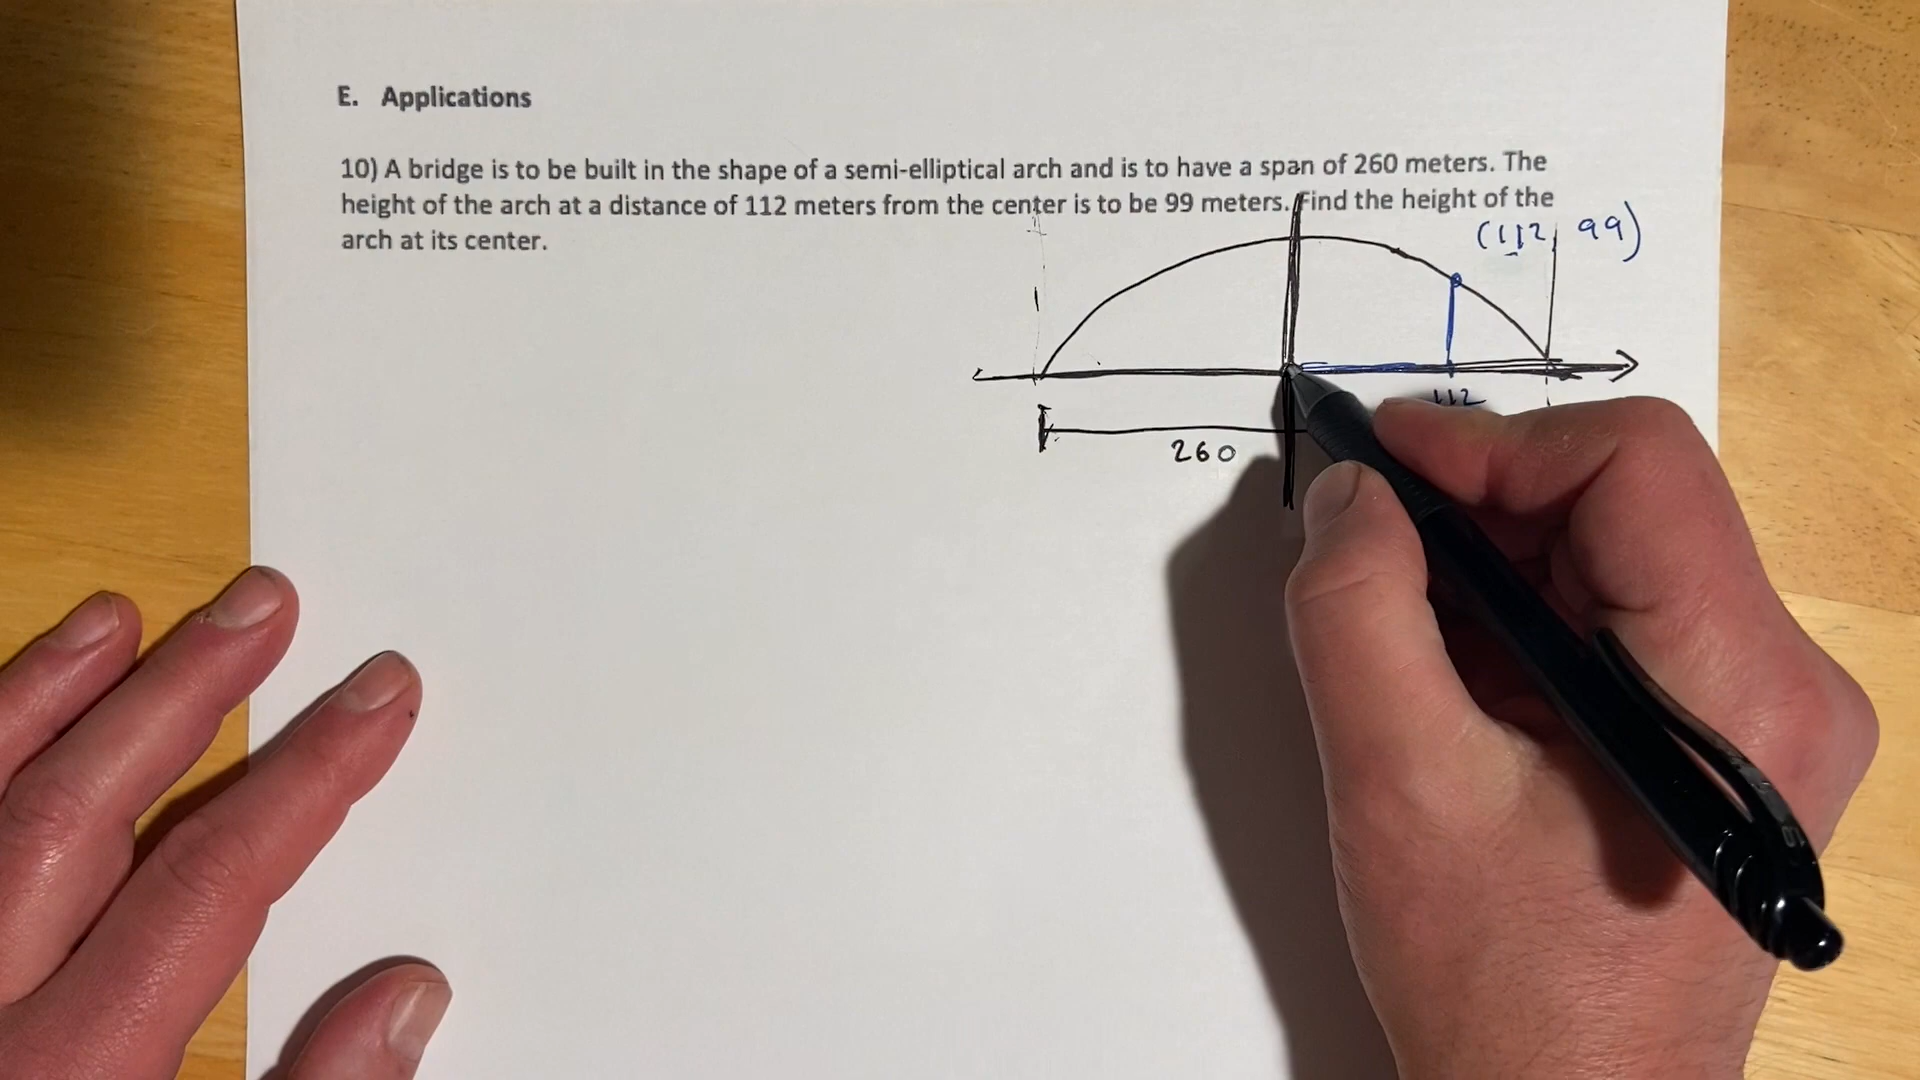 E. Applications
10) A bridge is to be built in the shape of a semi-elliptical arch and is to have a span of 260 meters. The
height of the arch at a distance of 112 meters from the center is to be 99 meters. Find the height of the
arch at its center.
(112, 99)
112
260